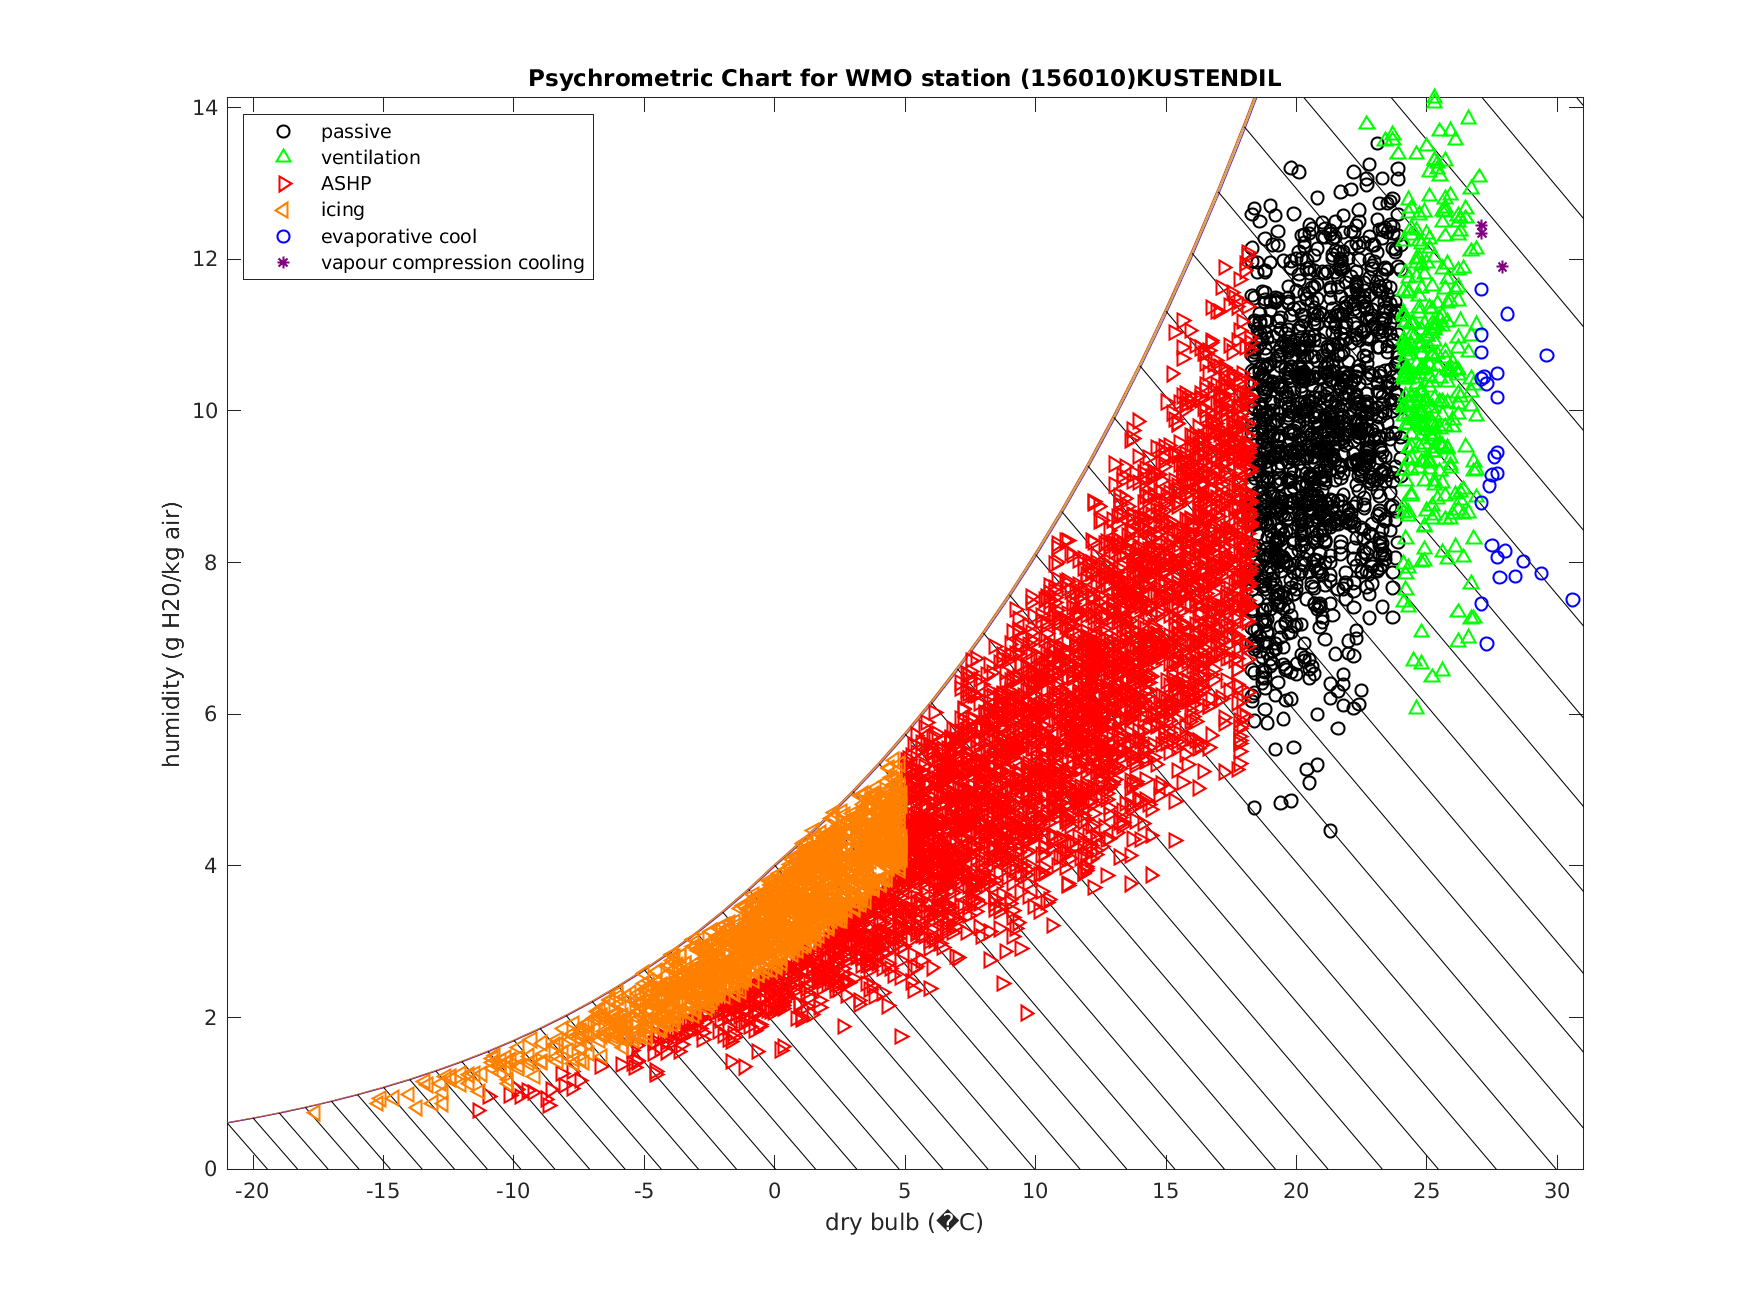 Psychrometric Chart for WMO station (156010)KUSTENDIL
14
12
10
8
6
4
2
0
humidity (g H20/kg air)
passive
ventilation
ASHP
icing
evaporative cool
vapour compression cooling
-20 -15 -10 -5 0 5 10 15 20 25 30
dry bulb (�C)